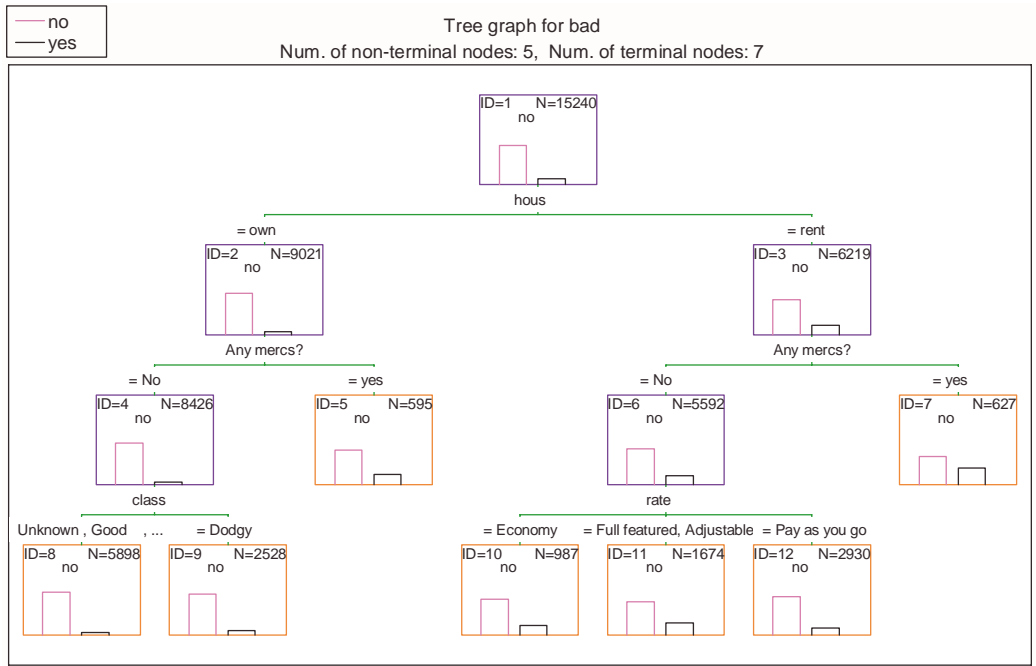 no
yes
Tree graph for bad
Num. of non-terminal nodes: 5, Num. of terminal nodes: 7
ID=1 N=15240
no
hous
= own = rent
ID=2 N=9021 ID=3 N=6219
no no
Any mercs? Any mercs?
= No = yes = No = yes
ID=4 N=8426 ID=5 N=595 ID=6 N=5592 ID=7 N=627
no no no no
class rate
Unknown , Good , ... = Dodgy = Economy = Full featured, Adjustable = Pay as you go
ID=8 N=5898 ID=9 N=2528 ID=10 N=987 ID=11 N=1674 ID=12 N=2930
no no no no no